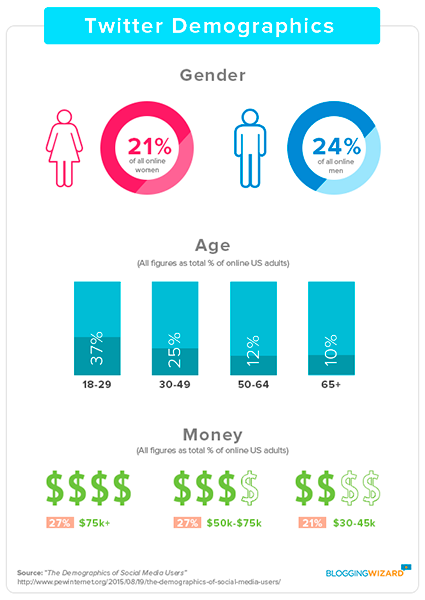 Twitter Demographics
Gender
21%
of all online
women
24%
of all online
men
Age
(All figures as total % of online US adults)
37%
25%
12%
10%
18-29
30-49
50-64
65+
Money
(All figures as total % of online US adults)
$$$$
$$$$
$$$$
27% $75k+
27% $50k-$75k
21% $30-45k
Source: "The Demographics of Social Media Users"
http://www.pewinternet.org/2015/08/19/the-demographics-of-social-media-users/
BLOGGINGWIZARD